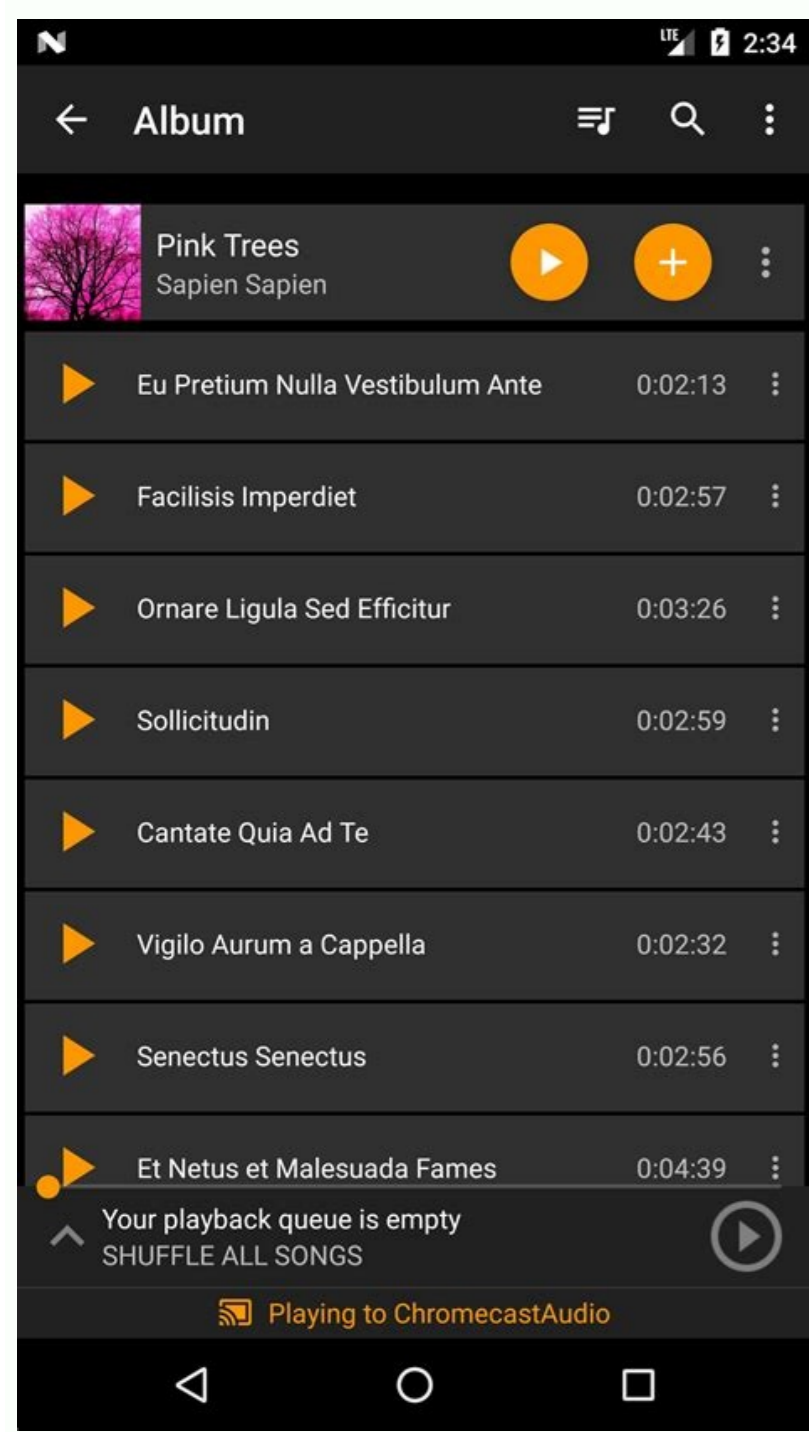 LTE 2:34
Album
Pink Trees
Sapien Sapien
Eu Pretium Nulla Vestibulum Ante 0:02:13
Facilisis Imperdiet 0:02:57
Ornare Ligula Sed Efficitur 0:03:26
Sollicitudin 0:02:59
Cantate Quia Ad Te 0:02:43
Vigilo Aurum a Cappella 0:02:32
Senectus Senectus 0:02:56
Et Netus et Malesuada Fames 0:04:39
Your playback queue is empty
SHUFFLE ALL SONGS
Playing to ChromecastAudio